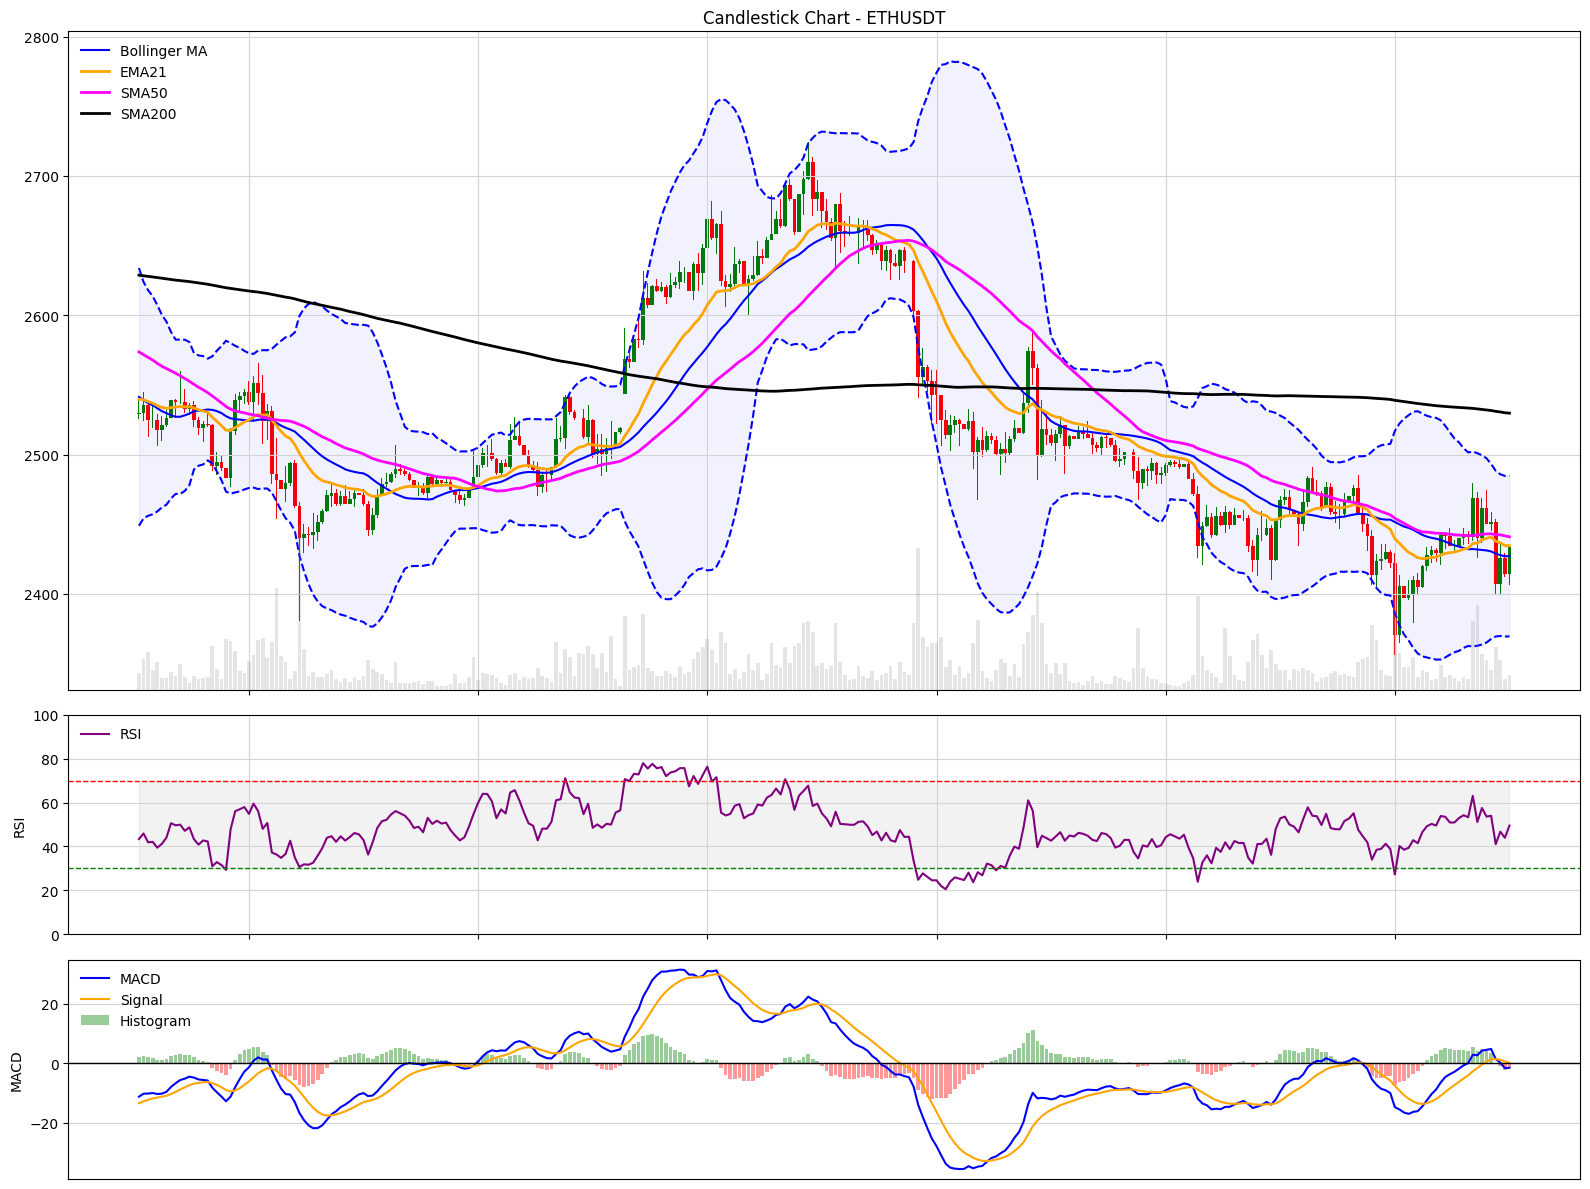 Candlestick Chart - ETHUSDT
2800
2700
2600
2500
2400
Bollinger MA
EMA21
SMA50
SMA200
RSI
100
80
60
40
20
0
RSI
MACD
20
0
−20
MACD
Signal
Histogram